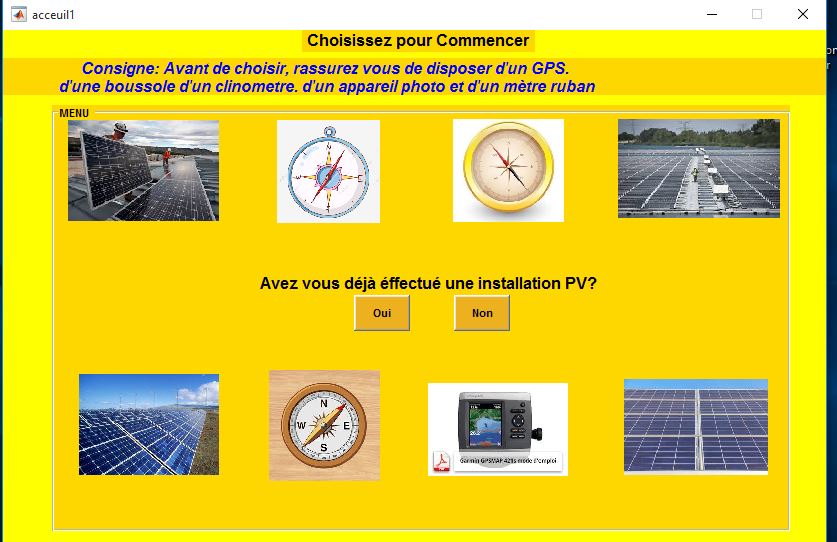 acceuil1
Choisissez pour Commencer
Consigne: Avant de choisir, rassurez vous de disposer d'un GPS.
d'une boussole d'un clinometre. d'un appareil photo et d'un mètre ruban
MENU
Avez vous déjà éffectué une installation PV?
Oui
Non
N
W
E
S
Garmin GPSMAP 421s mode d'emploi